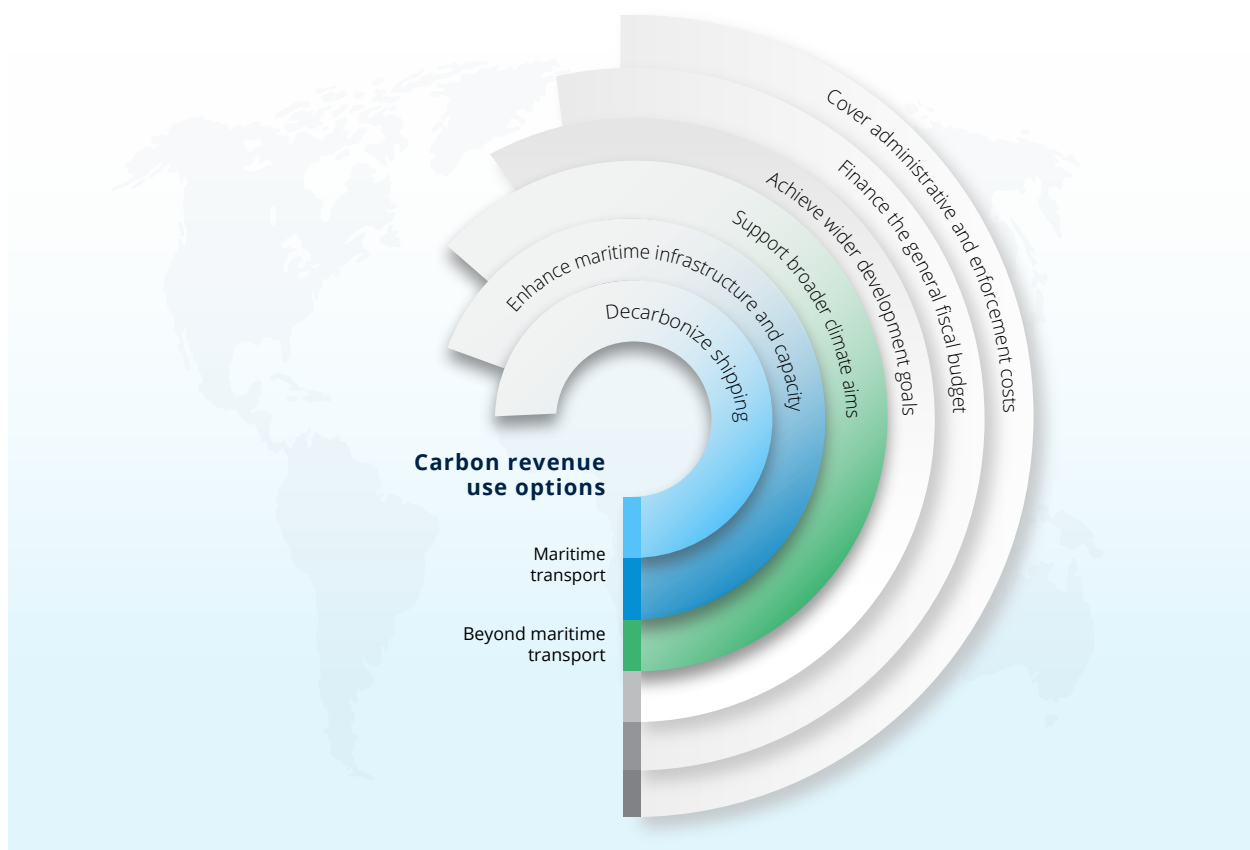 Cover administrative and enforcement costs
Finance the general fiscal budget
Achieve wider development goals
Support broader climate aims
Enhance maritime infrastructure and capacity
Decarbonize shipping
Carbon revenue
use options
Maritime
transport
Beyond maritime
transport